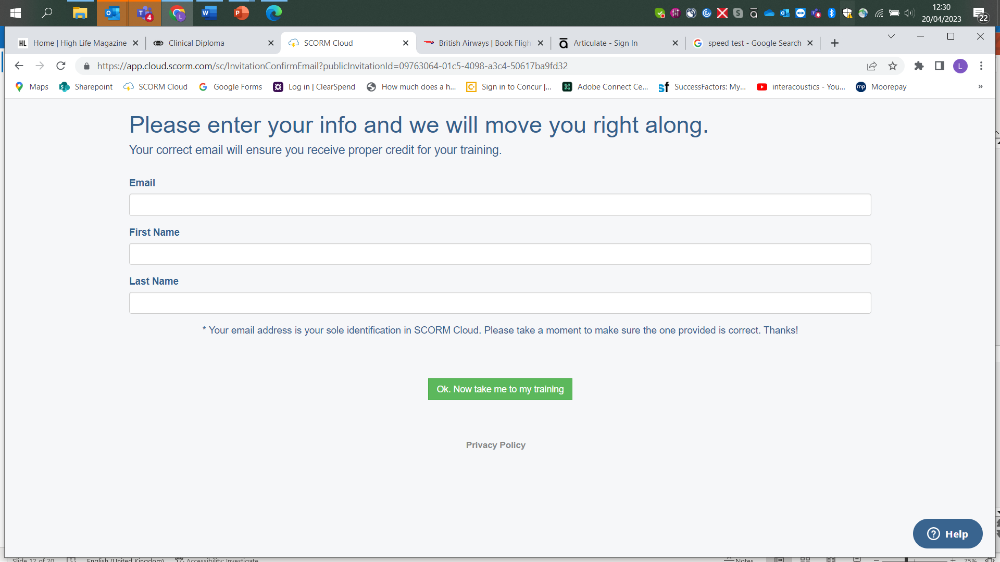 12:30
20/04/2023
4
22
HL Home | High Life Magazine
Clinical Diploma
SCORM Cloud
British Airways | Book Fligh
Articulate - Sign In
speed test - Google Search
https://app.cloud.scorm.com/sc/InvitationConfirmEmail?publicInvitationId=09763064-01c5-4098-a3c4-50617ba9fd32
L
Maps
Sharepoint
SCORM Cloud
Google Forms
Log in | ClearSpend
How much does a h...
Sign in to Concur |...
Adobe Connect Ce...
SuccessFactors: My...
interacoustics - You...
mp Moorepay
»
Please enter your info and we will move you right along.
Your correct email will ensure you receive proper credit for your training.
Email
First Name
Last Name
* Your email address is your sole identification in SCORM Cloud. Please take a moment to make sure the one provided is correct. Thanks!
Ok. Now take me to my training
Privacy Policy
Help
Slide 12 of 20
English (United Kingdom)
Accessibility: Investigate
Notes
75%